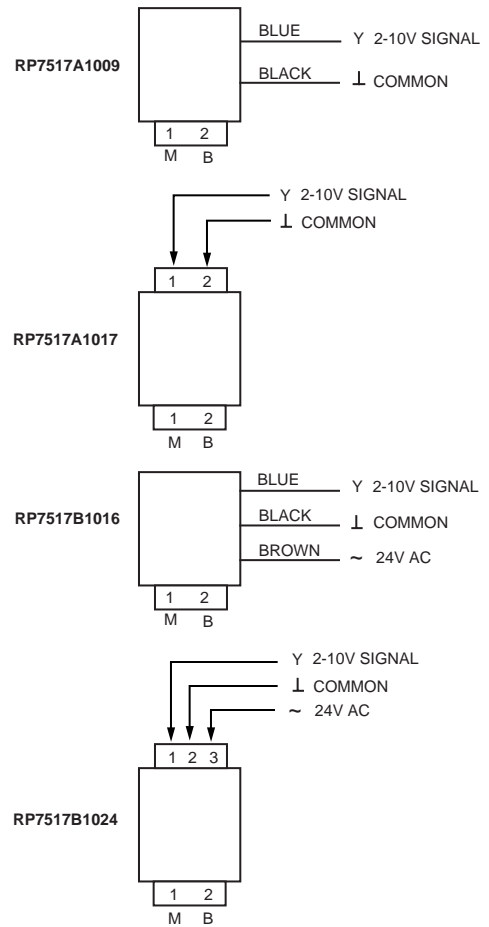 BLUE
Y 2-10V SIGNAL
RP7517A1009
BLACK
⊥ COMMON
1 2
M B
Y 2-10V SIGNAL
⊥ COMMON
1 2
RP7517A1017
1 2
M B
BLUE
Y 2-10V SIGNAL
RP7517B1016
BLACK
⊥ COMMON
BROWN
~ 24V AC
1 2
M B
Y 2-10V SIGNAL
⊥ COMMON
~ 24V AC
1 2 3
RP7517B1024
1 2
M B